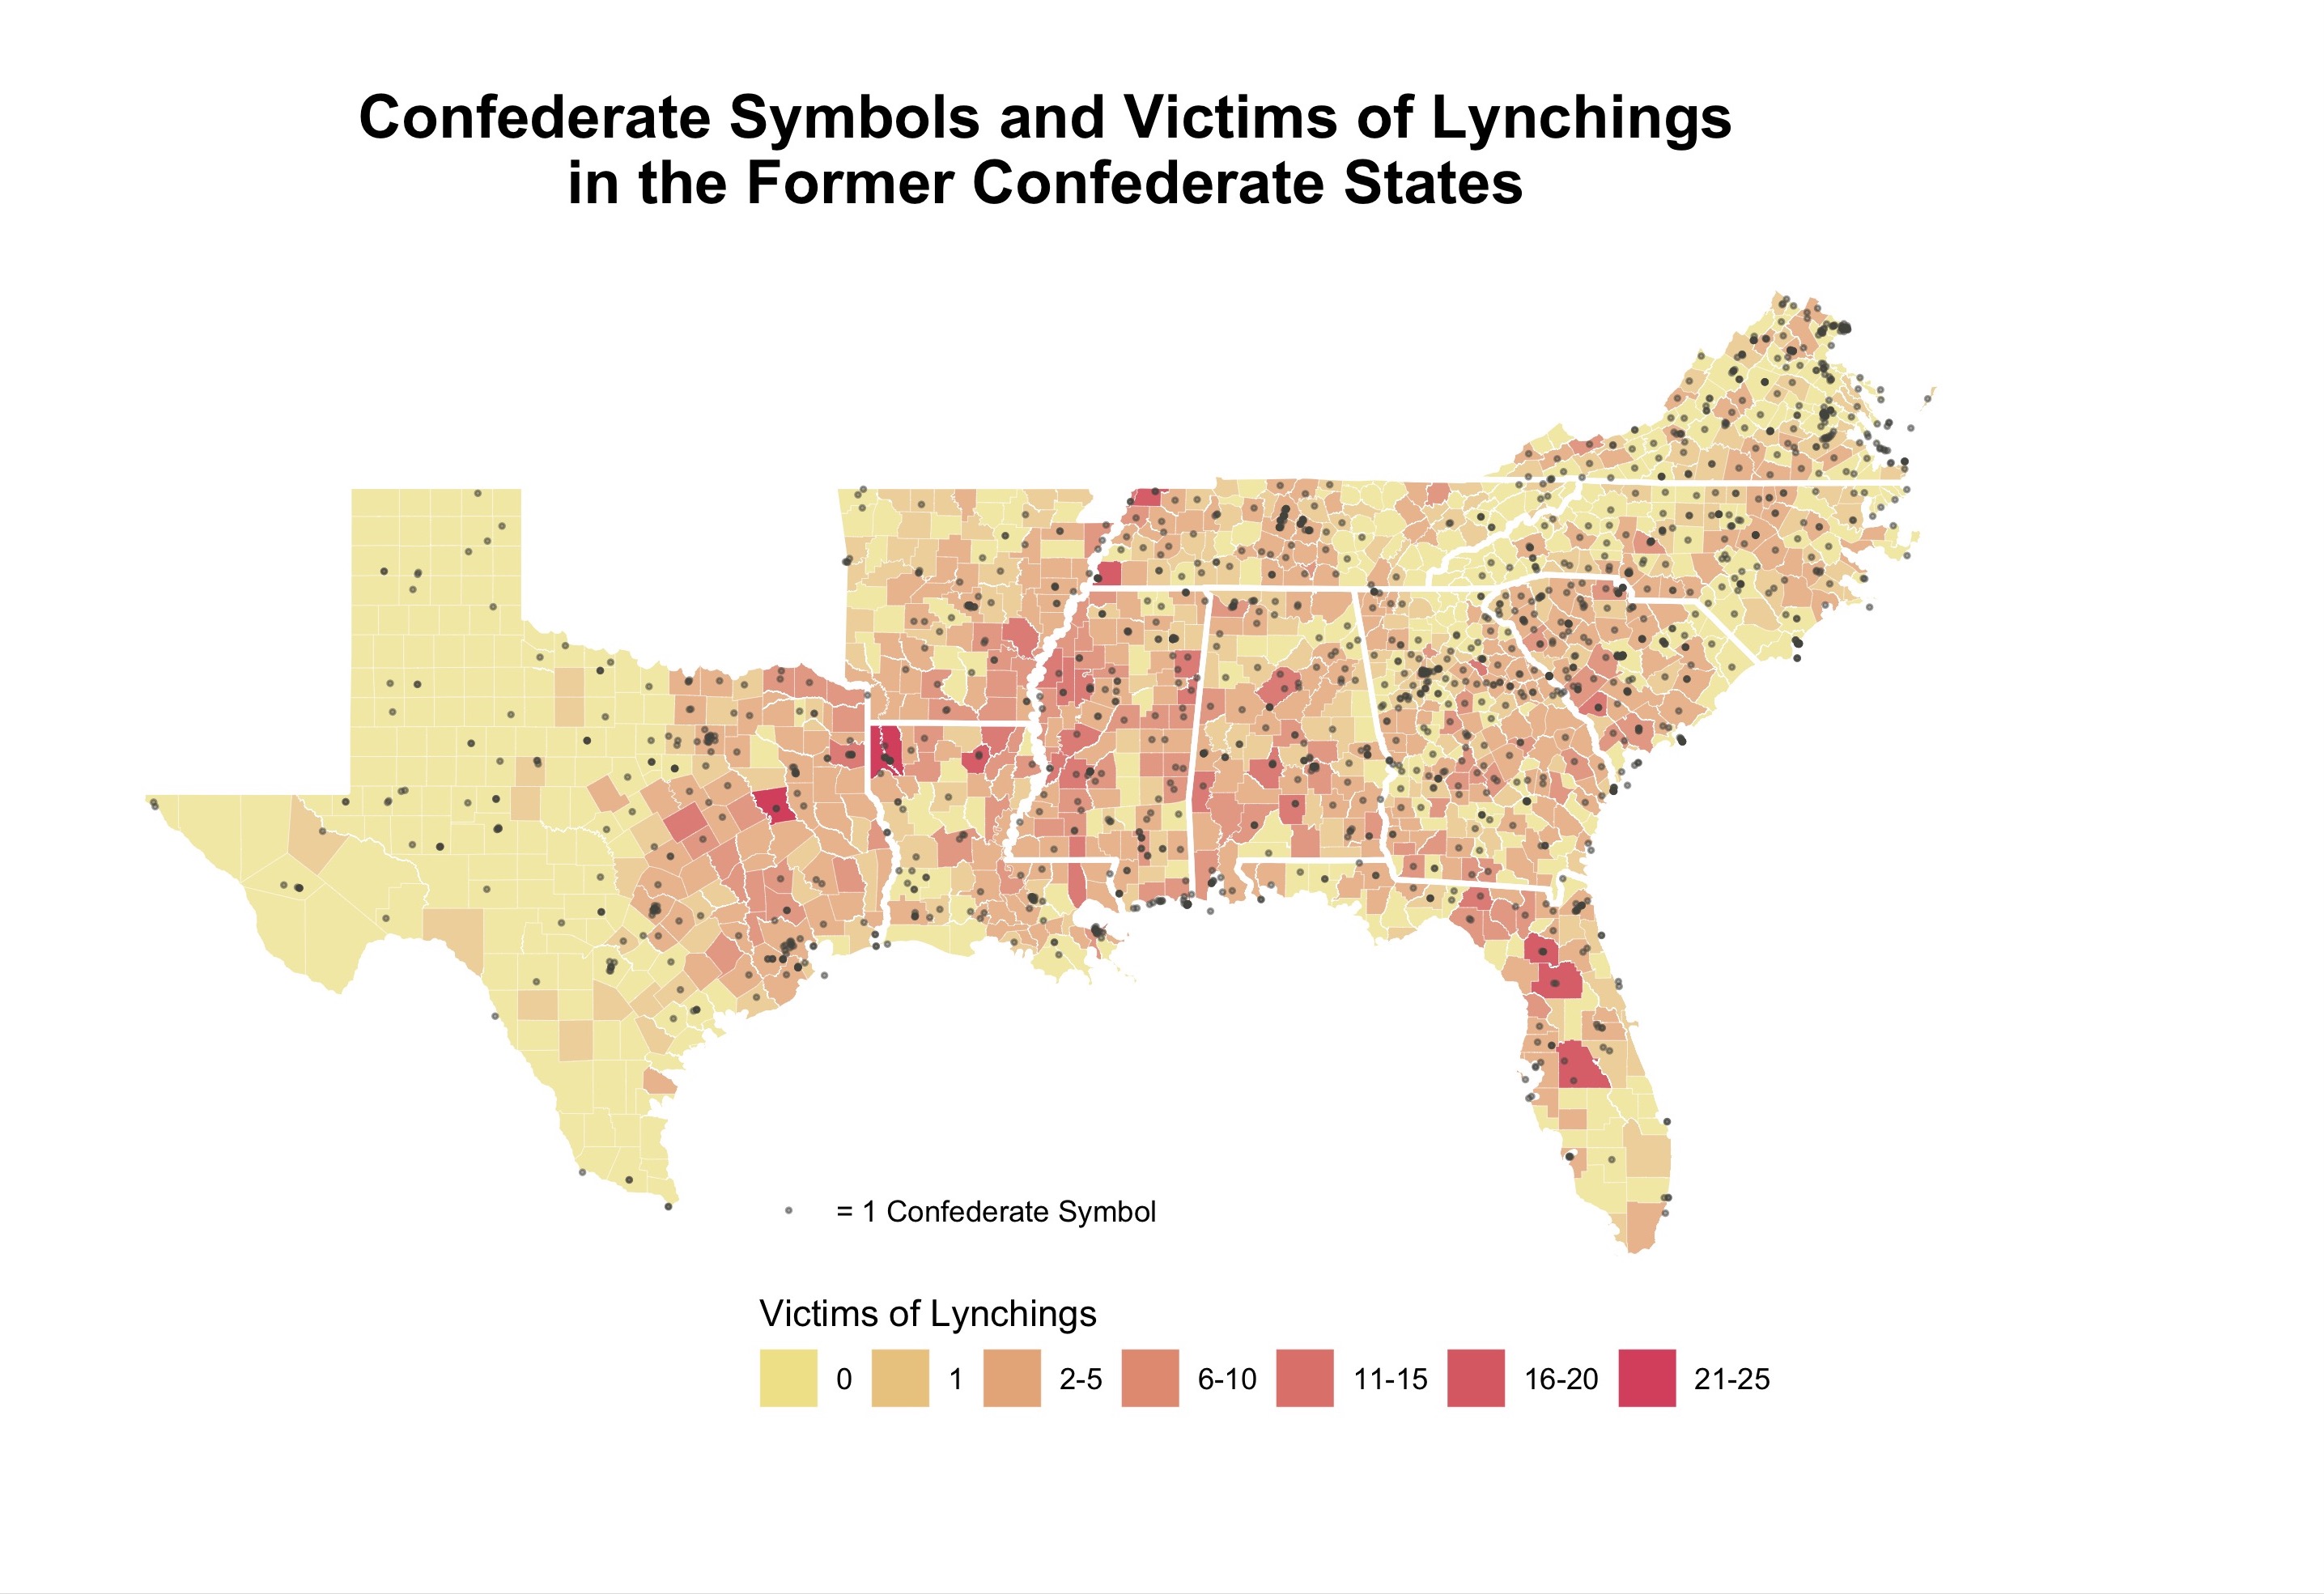 Confederate Symbols and Victims of Lynchings
in the Former Confederate States
= 1 Confederate Symbol
Victims of Lynchings
0 1 2-5 6-10 11-15 16-20 21-25